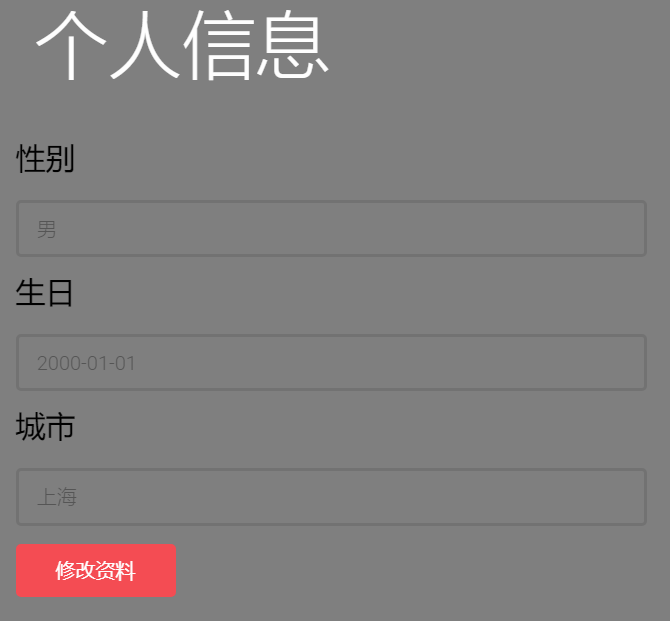 个人信息
性别
男
生日
2000-01-01
城市
上海
修改资料